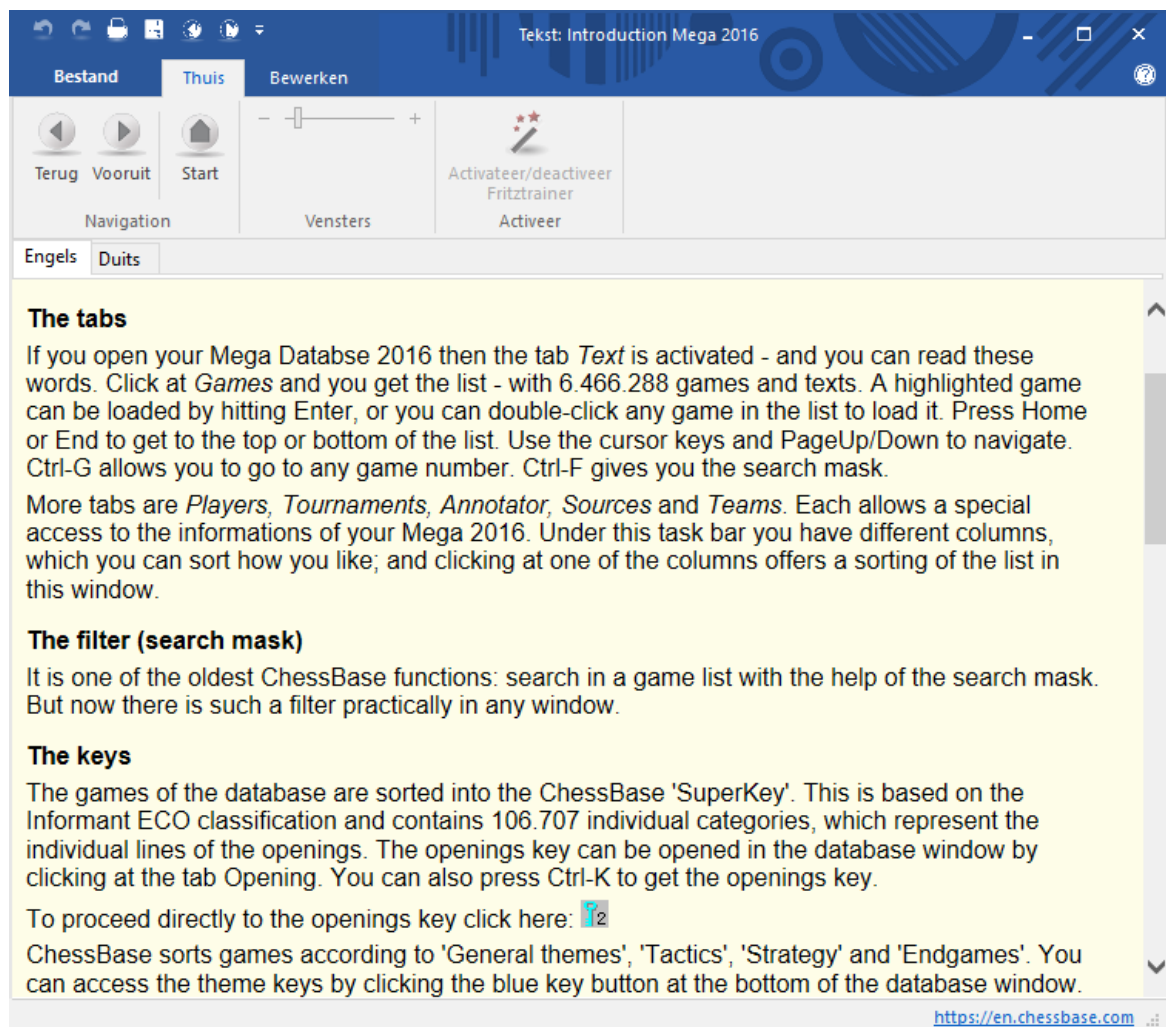 Tekst: Introduction Mega 2016
Bestand Thuis Bewerken
Terug Vooruit Start
Activateer/deactiveer
Fritztrainer
Navigation Vensters Activeer
Engels Duits
The tabs
If you open your Mega Databse 2016 then the tab Text is activated - and you can read these
words. Click at Games and you get the list - with 6.466.288 games and texts. A highlighted game
can be loaded by hitting Enter, or you can double-click any game in the list to load it. Press Home
or End to get to the top or bottom of the list. Use the cursor keys and PageUp/Down to navigate.
Ctrl-G allows you to go to any game number. Ctrl-F gives you the search mask.
More tabs are Players, Tournaments, Annotator, Sources and Teams. Each allows a special
access to the informations of your Mega 2016. Under this task bar you have different columns,
which you can sort how you like; and clicking at one of the columns offers a sorting of the list in
this window.
The filter (search mask)
It is one of the oldest ChessBase functions: search in a game list with the help of the search mask.
But now there is such a filter practically in any window.
The keys
The games of the database are sorted into the ChessBase 'SuperKey'. This is based on the
Informant ECO classification and contains 106.707 individual categories, which represent the
individual lines of the openings. The openings key can be opened in the database window by
clicking at the tab Opening. You can also press Ctrl-K to get the openings key.
To proceed directly to the openings key click here: 2
ChessBase sorts games according to 'General themes', 'Tactics', 'Strategy' and 'Endgames'. You
can access the theme keys by clicking the blue key button at the bottom of the database window.
https://en.chessbase.com